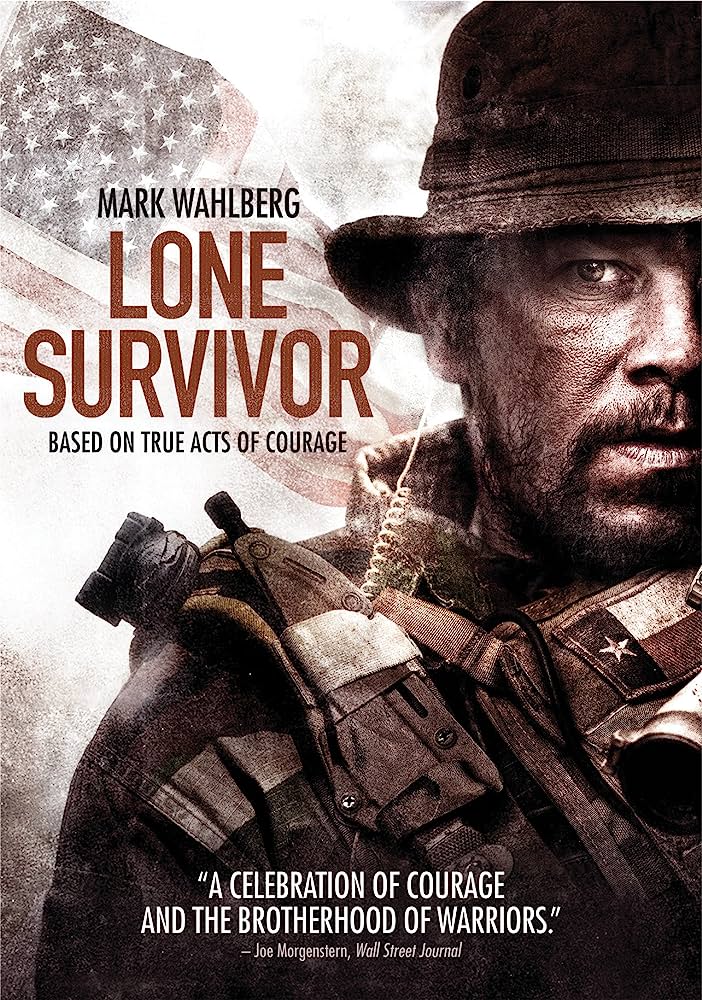 MARK WAHLBERG
LONE
SURVIVOR
BASED ON TRUE ACTS OF COURAGE
“A CELEBRATION OF COURAGE
AND THE BROTHERHOOD OF WARRIORS.”
– Joe Morgenstern, Wall Street Journal